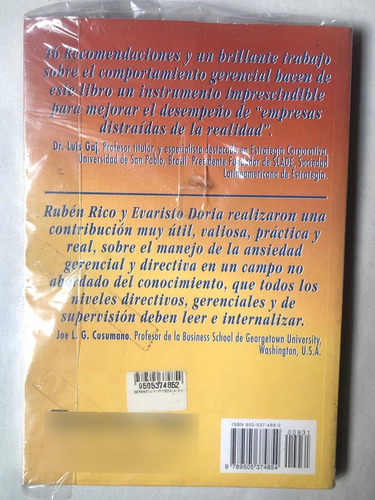 46 Recomendaciones y un brillante trabajo
sobre el comportamiento gerencial hacen de
este libro un instrumento imprescindible
para mejorar el desempeño de "empresas
distraídas de la realidad".
Dr. Luis Gaj. Profesor titular, y especialista destacado en Estrategia Corporativa,
Universidad de San Pablo, Brasil. Presidente Fundador de SLADE, Sociedad
Latinoamericana de Estrategia.
Rubén Rico y Evaristo Doria realizaron una
contribución muy útil, valiosa, práctica y
real, sobre el manejo de la ansiedad
gerencial y directiva en un campo no
abordado del conocimiento, que todos los
niveles directivos, gerenciales y de
supervisión deben leer e internalizar.
Joe L. G. Cusumano. Profesor de la Business School de Georgetown University,
Washington, U.S.A.
9505374852
ISBN 950-537-485-2
00901
9 789505 374854